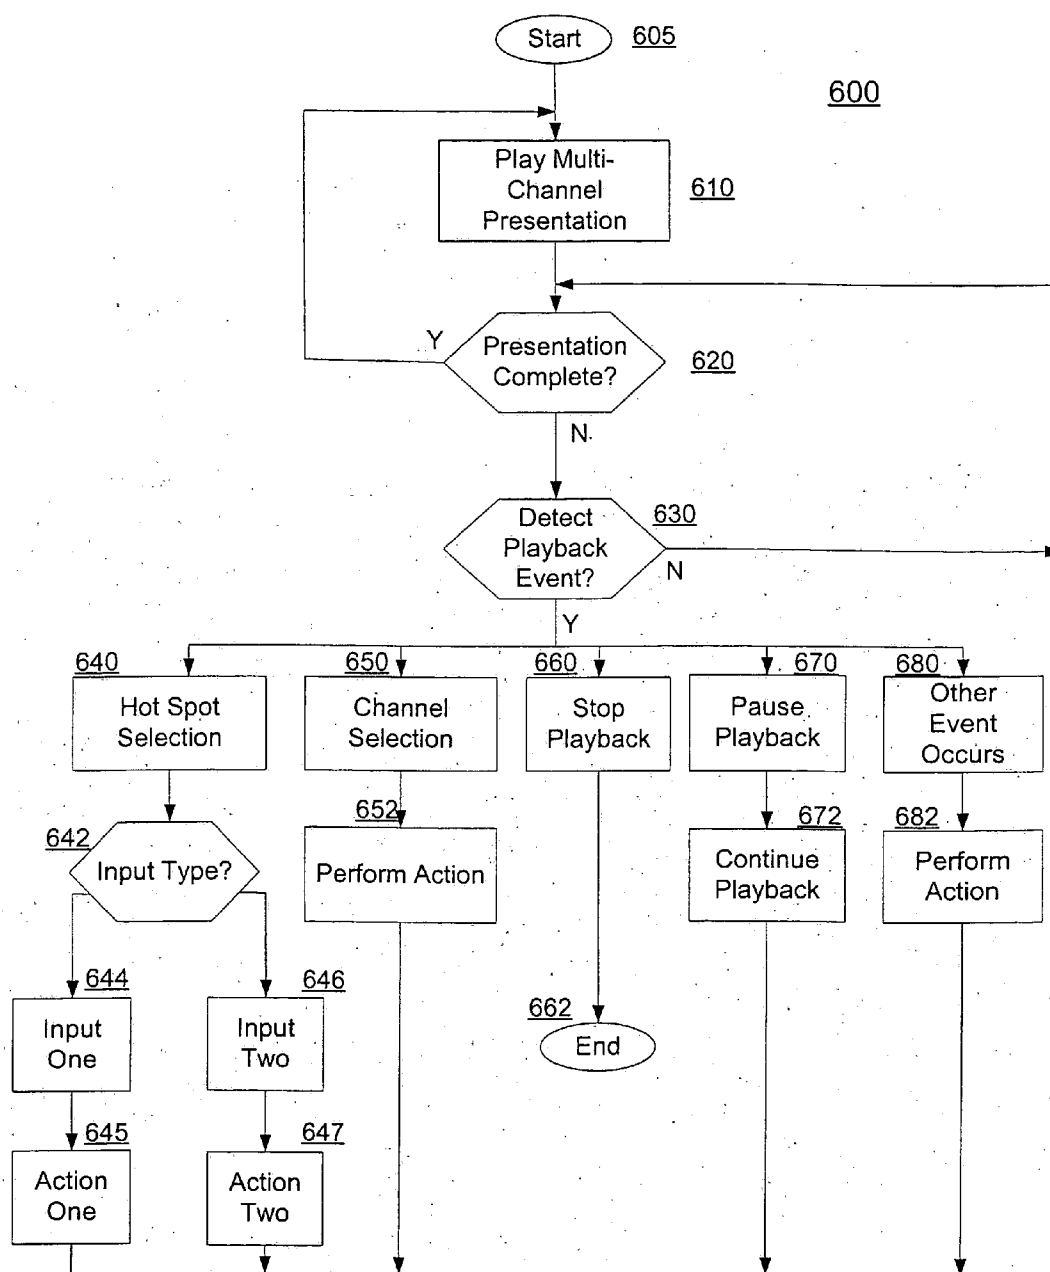 Start
605
600
Play Multi-
Channel
Presentation
610
Y
Presentation
Complete?
620
N
Detect
Playback
Event?
630
N
Y
640
650
660
670
680
Hot Spot
Selection
Channel
Selection
Stop
Playback
Pause
Playback
Other
Event
Occurs
642
Input Type?
652
Perform Action
672
Continue
Playback
682
Perform
Action
644
Input
One
646
Input
Two
662
End
645
Action
One
647
Action
Two